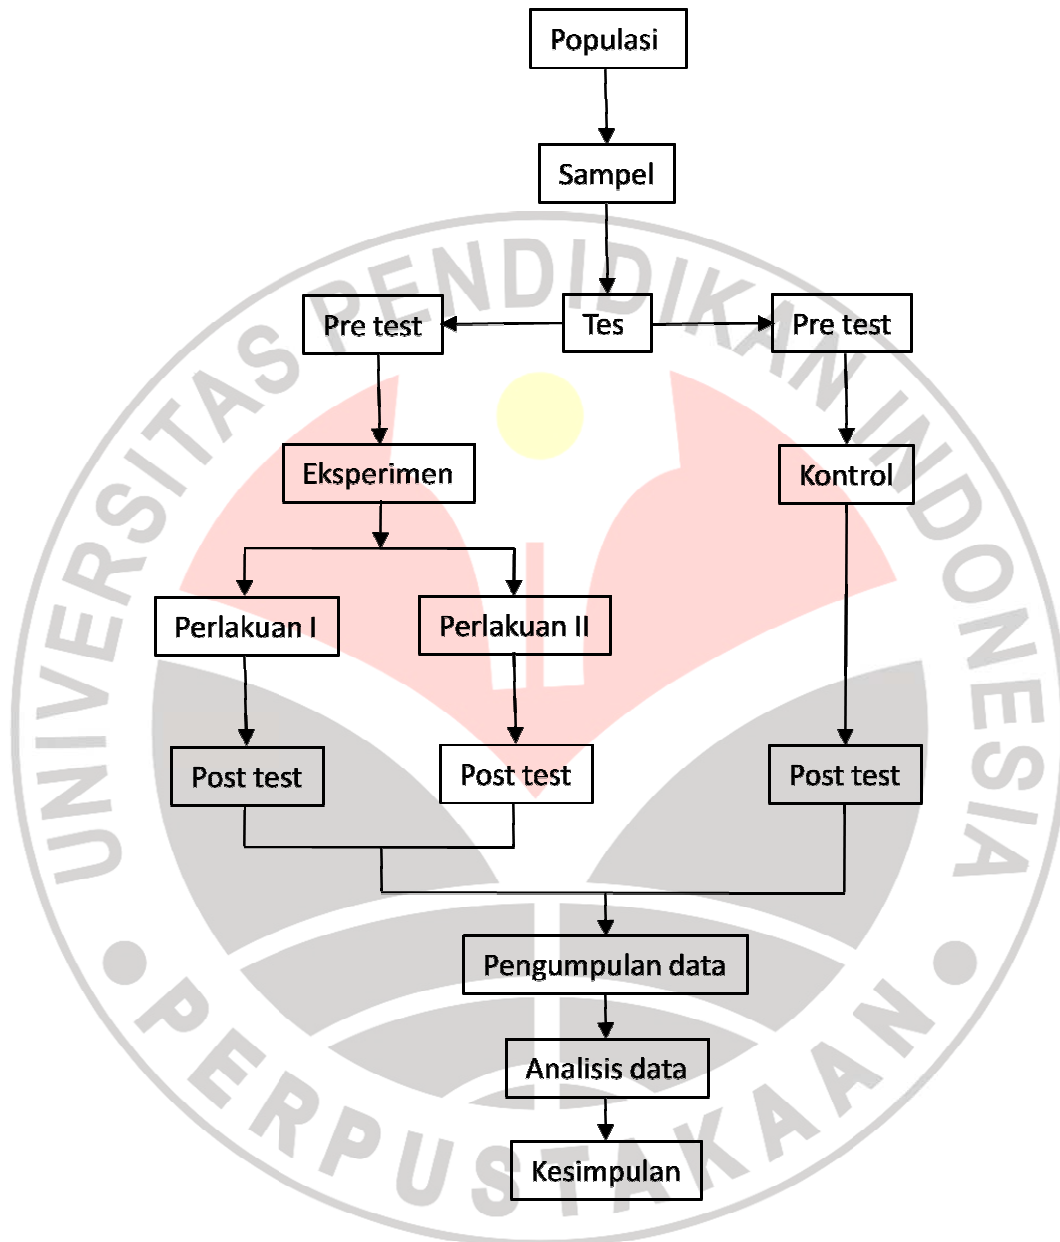 Populasi
Sampel
Pre test
Tes
Pre test
Eksperimen
Kontrol
Perlakuan I
Perlakuan II
Post test
Post test
Post test
Pengumpulan data
Analisis data
Kesimpulan
UNIVERSITAS PENDIDIKAN INDONESIA
PERPUSTAKAAN